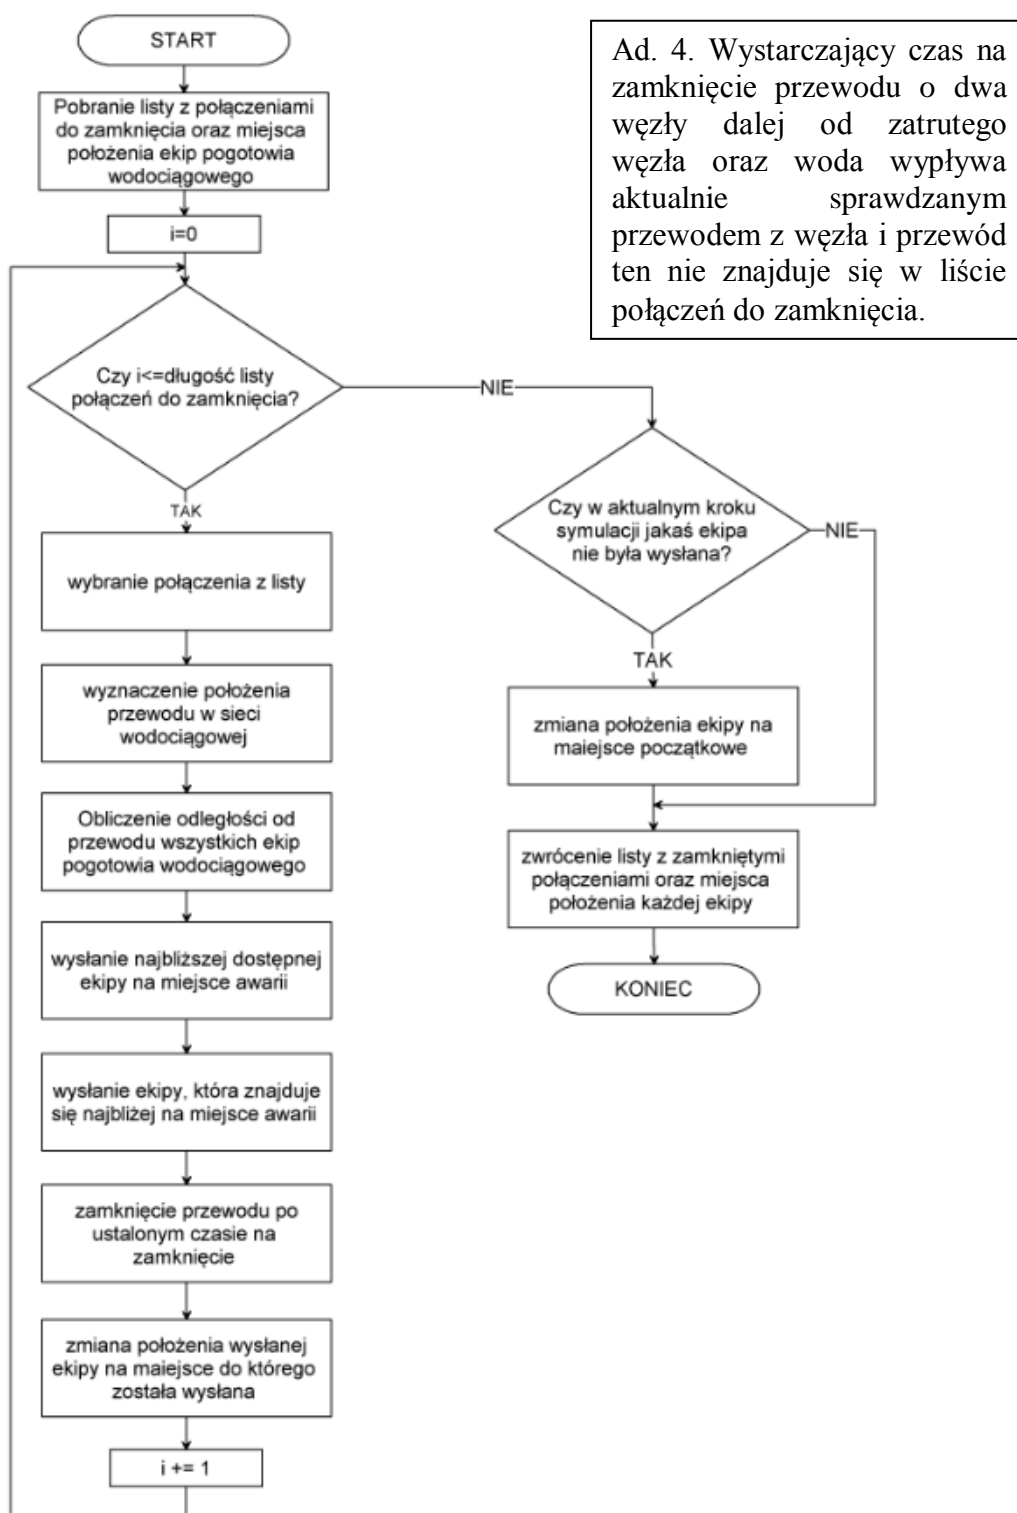 START
Pobranie listy z połączeniami
do zamknięcia oraz miejsca
położenia ekip pogotowia
wodociągowego
i=0
Czy i<=długość listy
połączeń do zamknięcia?
NIE
TAK
wybranie połączenia z listy
wyznaczenie położenia
przewodu w sieci
wodociągowej
Obliczenie odległości od
przewodu wszystkich ekip
pogotowia wodociągowego
wysłanie najbliższej dostępnej
ekipy na miejsce awarii
wysłanie ekipy, która znajduje
się najbliżej na miejsce awarii
zamknięcie przewodu po
ustalonym czasie na
zamknięcie
zmiana położenia wysłanej
ekipy na maiejsce do którego
została wysłana
i += 1
Czy w aktualnym kroku
symulacji jakaś ekipa
nie była wysłana?
NIE
TAK
zmiana położenia ekipy na
maiejsce początkowe
zwrócenie listy z zamkniętymi
połączeniami oraz miejsca
położenia każdej ekipy
KONIEC
Ad. 4. Wystarczający czas na
zamknięcie przewodu o dwa
węzły dalej od zatrutego
węzła oraz woda wypływa
aktualnie sprawdzanym
przewodem z węzła i przewód
ten nie znajduje się w liście
połączeń do zamknięcia.